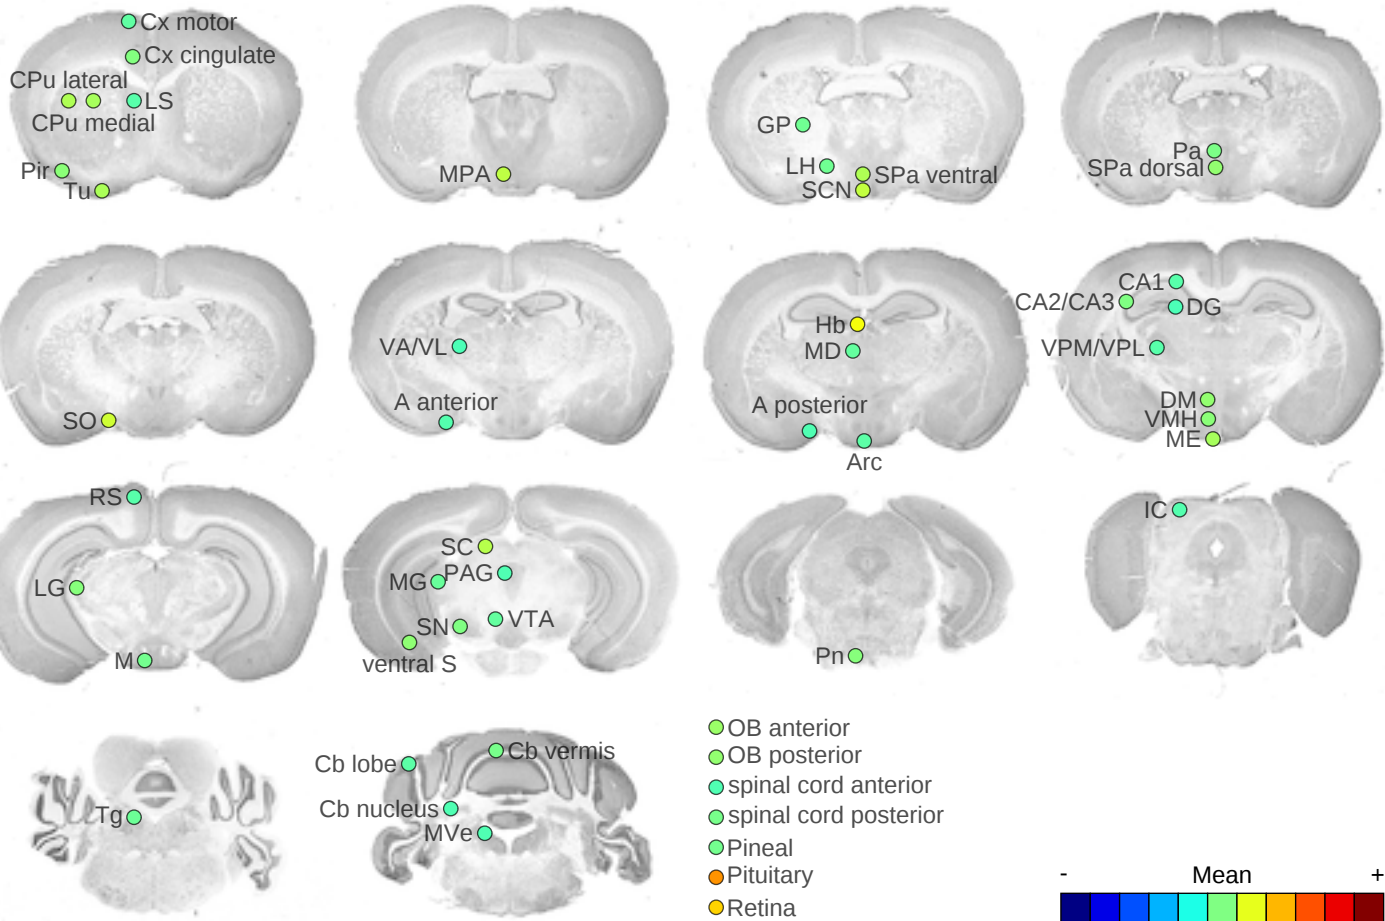 Cx motor
Cx cingulate
CPu lateral
LS
CPu medial
Pir
Tu
MPA
GP
LH
SPa ventral
SCN
Pa
SPa dorsal
SO
VA/VL
A anterior
Hb
MD
A posterior
Arc
CA1
CA2/CA3
DG
VPM/VPL
DM
VMH
ME
RS
LG
M
SC
PAG
MG
VTA
SN
ventral S
Pn
IC
Tg
Cb vermis
Cb lobe
Cb nucleus
MVe
OB anterior
OB posterior
spinal cord anterior
spinal cord posterior
Pineal
Pituitary
Retina
- Mean +